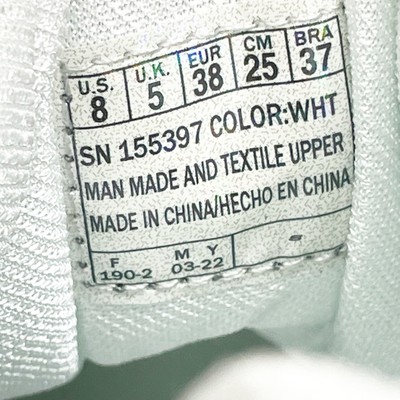 U.S. U.K. EUR CM BRA
8 5 38 25 37
SN 155397 COLOR:WHT
MAN MADE AND TEXTILE UPPER
MADE IN CHINA/HECHO EN CHINA
F M Y
190-2 03-22 -